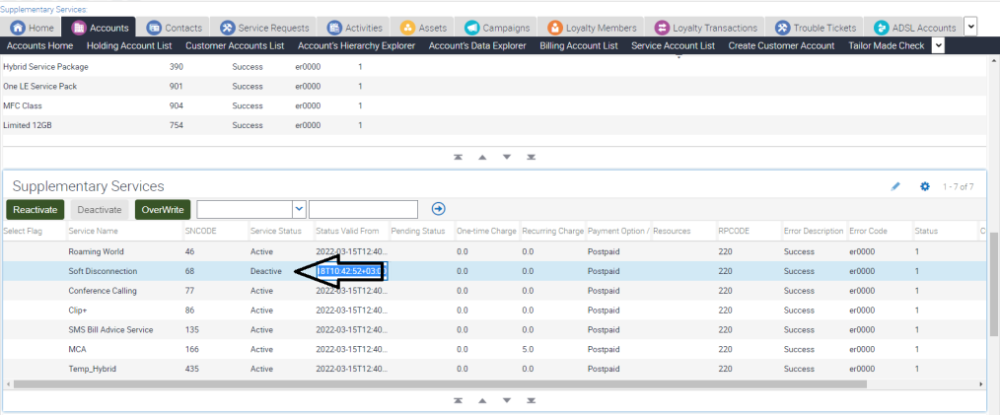 Supplementary Services:
Home Accounts Contacts Service Requests Activities Assets Campaigns Loyalty Members Loyalty Transactions Trouble Tickets ADSL Accounts
Accounts Home Holding Account List Customer Accounts List Account's Hierarchy Explorer Account's Data Explorer Billing Account List Service Account List Create Customer Account Tailor Made Check
Hybrid Service Package 390 Success er0000 1
One LE Service Pack 901 Success er0000 1
MFC Class 904 Success er0000 1
Limited 12GB 754 Success er0000 1
Supplementary Services 1 - 7 of 7
Reactivate Deactivate OverWrite
Select Flag Service Name SNCODE Service Status Status Valid From Pending Status One-time Charge Recurring Charge Payment Option / Resources RPCODE Error Description Error Code Status C
Roaming World 46 Active 2022-03-15T12:40... 0.0 0.0 Postpaid 220 Success er0000 1
Soft Disconnection 68 Deactive 18T10:42:52+03:00 0.0 0.0 Postpaid 220 Success er0000 1
Conference Calling 77 Active 2022-03-15T12:40... 0.0 0.0 Postpaid 220 Success er0000 1
Clip+ 86 Active 2022-03-15T12:40... 0.0 0.0 Postpaid 220 Success er0000 1
SMS Bill Advice Service 135 Active 2022-03-15T12:40... 0.0 0.0 Postpaid 220 Success er0000 1
MCA 166 Active 2022-03-15T12:40... 0.0 5.0 Postpaid 220 Success er0000 1
Temp_Hybrid 435 Active 2022-03-15T12:40... 0.0 0.0 Postpaid 220 Success er0000 1